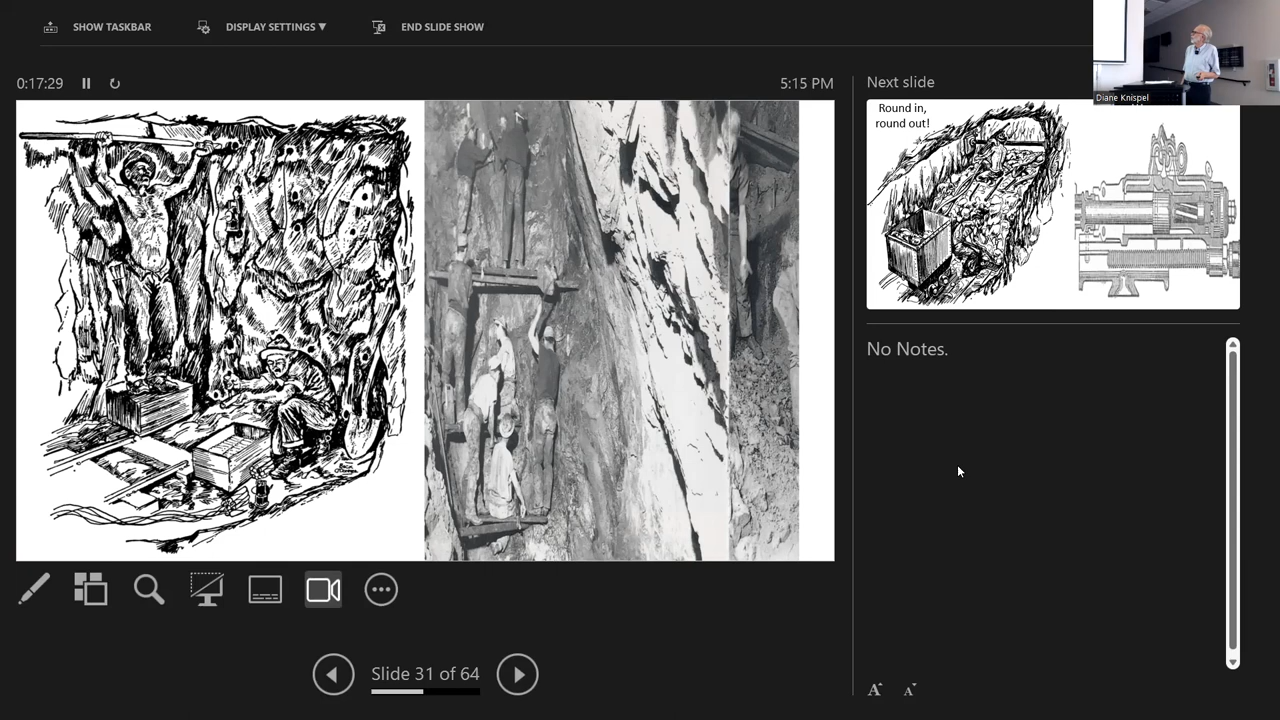 SHOW TASKBAR
DISPLAY SETTINGS ▼
END SLIDE SHOW
0:17:29
5:15 PM
Next slide
Diane Knispel
Round in,
round out!
No Notes.
Slide 31 of 64
A A